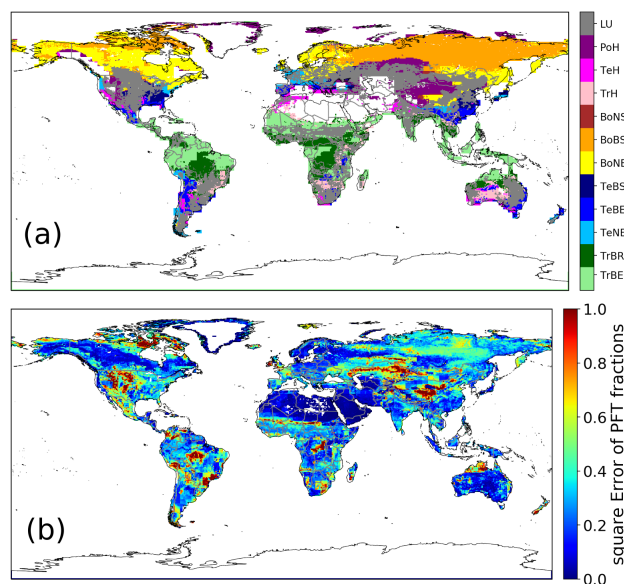 LU
PoH
TeH
TrH
BoNS
BoBS
BoNE
TeBS
TeBE
TeNE
TrBR
TrBE
(a)
1.0
0.8
0.6
0.4
0.2
0.0
square Error of PFT fractions
(b)